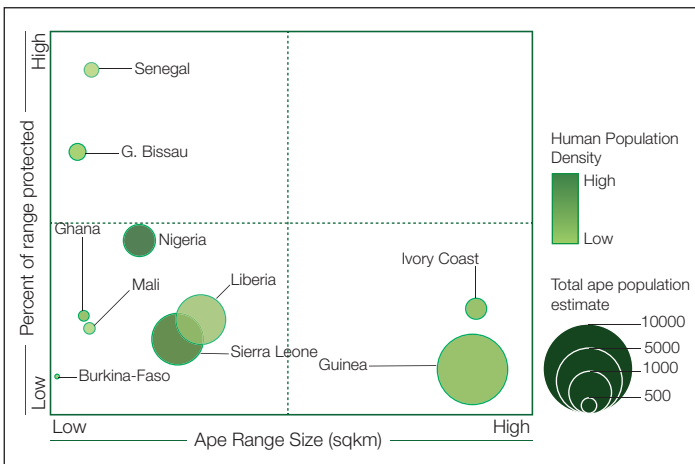 High
Percent of range protected
Low
Senegal
G. Bissau
Ghana
Nigeria
Mali
Liberia
Sierra Leone
Burkina-Faso
Ivory Coast
Guinea
Low
Ape Range Size (sqkm)
High
Human Population
Density
High
Low
Total ape population
estimate
10000
5000
1000
500